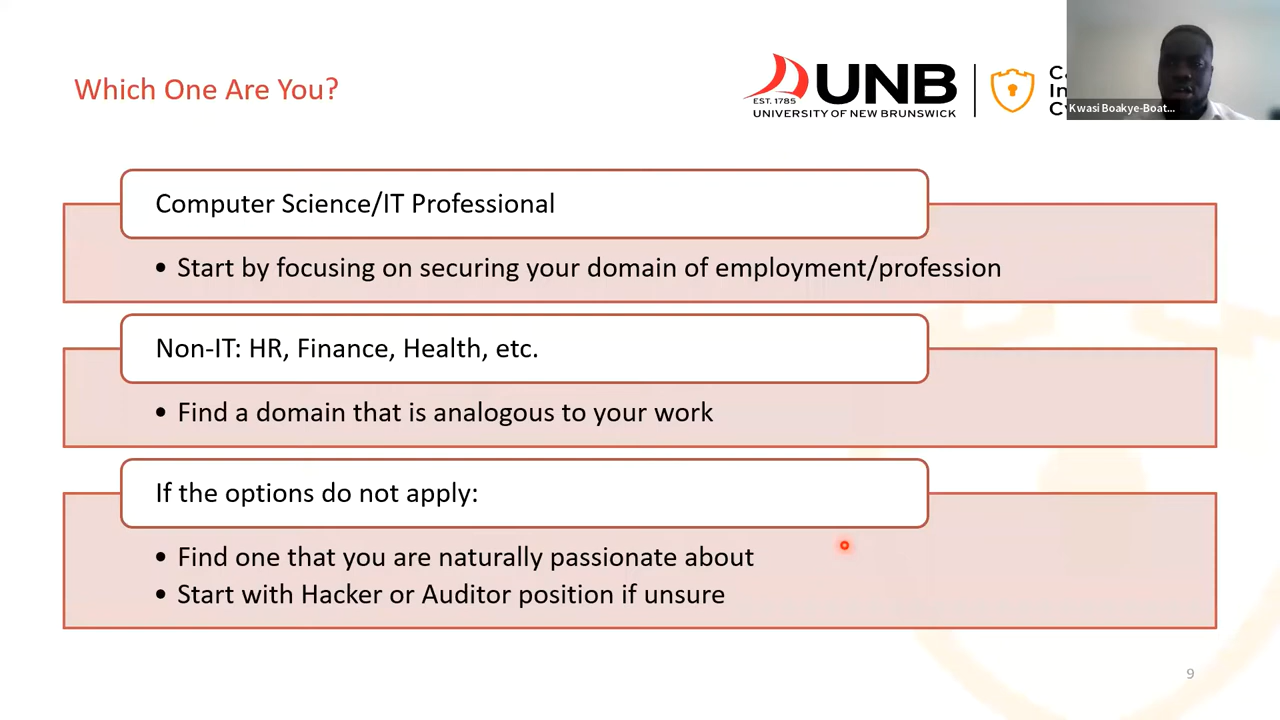 Which One Are You?
EST. 1785
UNB
UNIVERSITY OF NEW BRUNSWICK
Kwasi Boakye-Boat...
Computer Science/IT Professional
• Start by focusing on securing your domain of employment/profession
Non-IT: HR, Finance, Health, etc.
• Find a domain that is analogous to your work
If the options do not apply:
• Find one that you are naturally passionate about
• Start with Hacker or Auditor position if unsure
9